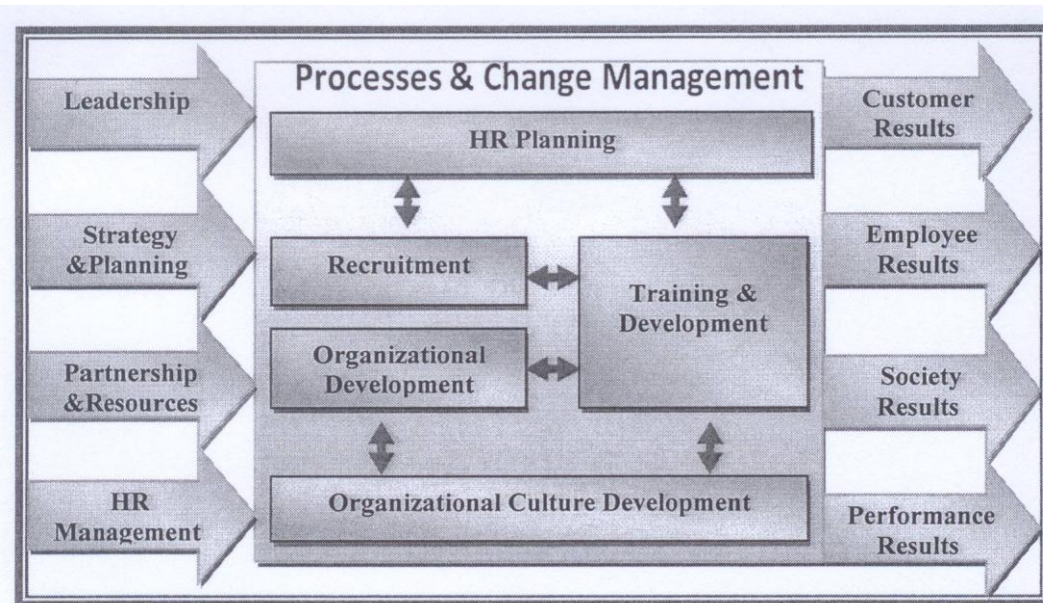 Processes & Change Management
Leadership
Strategy
&Planning
Partnership
&Resources
HR
Management
HR Planning
Recruitment
Training &
Development
Organizational
Development
Organizational Culture Development
Customer
Results
Employee
Results
Society
Results
Performance
Results